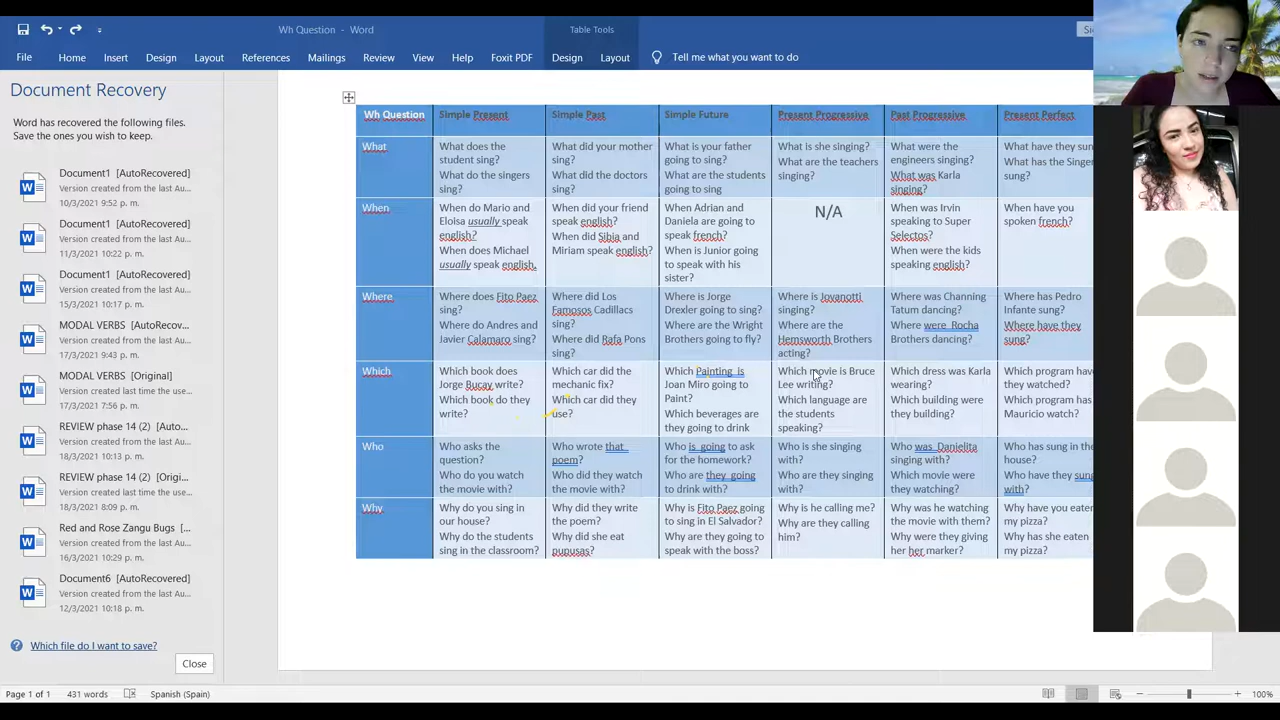 Wh Question - Word
Table Tools
File Home Insert Design Layout References Mailings Review View Help Foxit PDF Design Layout Tell me what you want to do
Document Recovery
Word has recovered the following files.
Save the ones you wish to keep.
Document1 [AutoRecovered]
Version created from the last Au...
10/3/2021 9:52 p. m.
Document1 [AutoRecovered]
Version created from the last Au...
11/3/2021 10:22 p. m.
Document1 [AutoRecovered]
Version created from the last Au...
15/3/2021 10:17 p. m.
MODAL VERBS [AutoRecov...
Version created from the last Au...
17/3/2021 9:43 p. m.
MODAL VERBS [Original]
Version created last time the use...
17/3/2021 7:56 p. m.
REVIEW phase 14 (2) [Auto...
Version created from the last Au...
18/3/2021 10:13 p. m.
REVIEW phase 14 (2) [Origi...
Version created last time the use...
18/3/2021 8:09 p. m.
Red and Rose Zangu Bugs [...
Version created from the last Au...
16/3/2021 10:29 p. m.
Document6 [AutoRecovered]
Version created from the last Au...
12/3/2021 10:18 p. m.
Which file do I want to save?
Close
Wh Question Simple Present Simple Past Simple Future Present Progressive Past Progressive Present Perfect
What
What does the
student sing?
What do the singers
sing?
What did your mother
sing?
What did the doctors
sing?
What is your father
going to sing?
What are the students
going to sing
What is she singing?
What are the teachers
singing?
What were the
engineers singing?
What was Karla
singing?
What have they sun
What has the Singer
sung?
When
When do Mario and
Eloisa usually speak
english?
When does Michael
usually speak english.
When did your friend
speak english?
When did Sibia and
Miriam speak english?
When Adrian and
Daniela are going to
speak french?
When is Junior going
to speak with his
sister?
N/A
When was Irvin
speaking to Super
Selectos?
When were the kids
speaking english?
When have you
spoken french?
Where
Where does Fito Paez
sing?
Where do Andres and
Javier Calamaro sing?
Where did Los
Famosos Cadillacs
sing?
Where did Rafa Pons
sing?
Where is Jorge
Drexler going to sing?
Where are the Wright
Brothers going to fly?
Where is Jovanotti
singing?
Where are the
Hemsworth Brothers
acting?
Where was Channing
Tatum dancing?
Where were Rocha
Brothers dancing?
Where has Pedro
Infante sung?
Where have they
sung?
Which
Which book does
Jorge Bucay write?
Which book do they
write?
Which car did the
mechanic fix?
Which car did they
use?
Which Painting is
Joan Miro going to
Paint?
Which beverages are
they going to drink
Which movie is Bruce
Lee writing?
Which language are
the students
speaking?
Which dress was Karla
wearing?
Which building were
they building?
Which program hav
they watched?
Which program has
Mauricio watch?
Who
Who asks the
question?
Who do you watch
the movie with?
Who wrote that
poem?
Who did they watch
the movie with?
Who is going to ask
for the homework?
Who are they going
to drink with?
Who is she singing
with?
Who are they singing
with?
Who was Danielita
singing with?
Which movie were
they watching?
Who has sun in the
house?
Who have they sung
with?
Why
Why do you sing in
our house?
Why do the students
sing in the classroom?
Why did they write
the poem?
Why did she eat
pupusas?
Why is Fito Paez going
to sing in El Salvador?
Why are they going to
speak with the boss?
Why is he calling me?
Why are they calling
him?
Why was he watching
the movie with them?
Why were they giving
her her marker?
Why have you eaten
my pizza?
Why has she eaten
my pizza?
Page 1 of 1 431 words Spanish (Spain) 100%